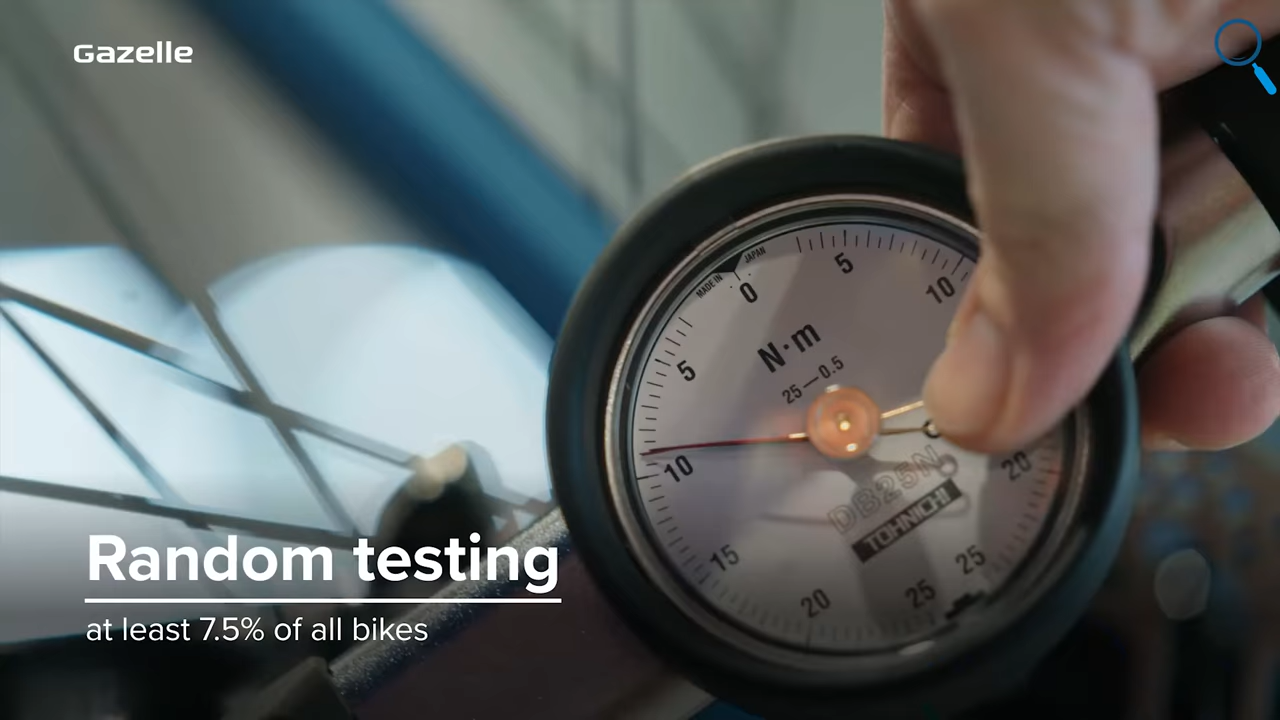 Gazelle
MADE IN
JAPAN
0
5
10
5
N·m
25—0.5
10
20
DB25N
TOHNICHI
15
25
20
25
Random testing
at least 7.5% of all bikes